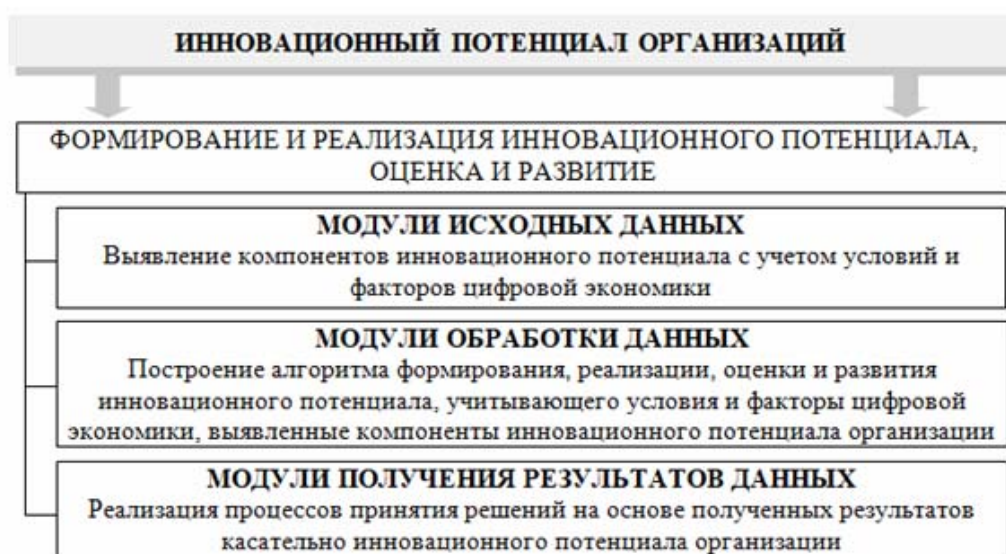 ИННОВАЦИОННЫЙ ПОТЕНЦИАЛ ОРГАНИЗАЦИЙ
ФОРМИРОВАНИЕ И РЕАЛИЗАЦИЯ ИННОВАЦИОННОГО ПОТЕНЦИАЛА,
ОЦЕНКА И РАЗВИТИЕ
МОДУЛИ ИСХОДНЫХ ДАННЫХ
Выявление компонентов инновационного потенциала с учетом условий и
факторов цифровой экономики
МОДУЛИ ОБРАБОТКИ ДАННЫХ
Построение алгоритма формирования, реализации, оценки и развития
инновационного потенциала, учитывающего условия и факторы цифровой
экономики, выявленные компоненты инновационного потенциала организации
МОДУЛИ ПОЛУЧЕНИЯ РЕЗУЛЬТАТОВ ДАННЫХ
Реализация процессов принятия решений на основе полученных результатов
касательно инновационного потенциала организации